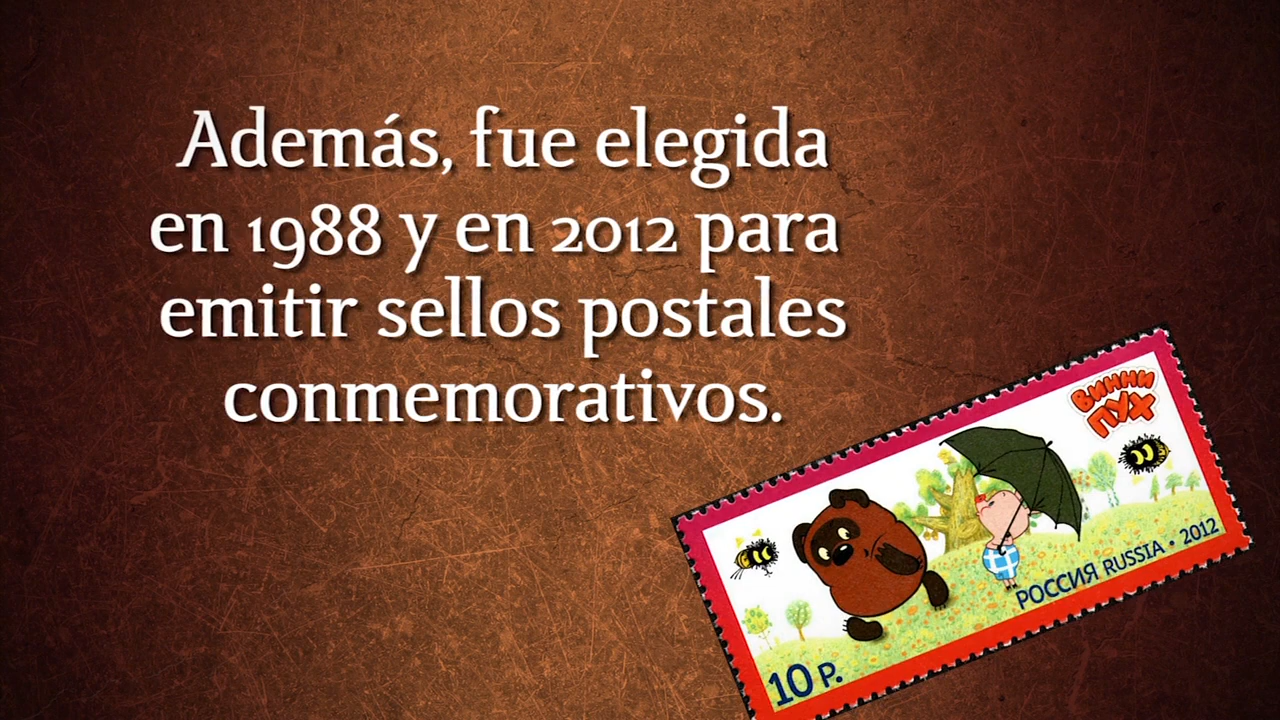 Además, fue elegida
en 1988 y en 2012 para
emitir sellos postales
conmemorativos.
ВИННИ
ПУХ
РОССИЯ RUSSIA • 2012
10 Р.